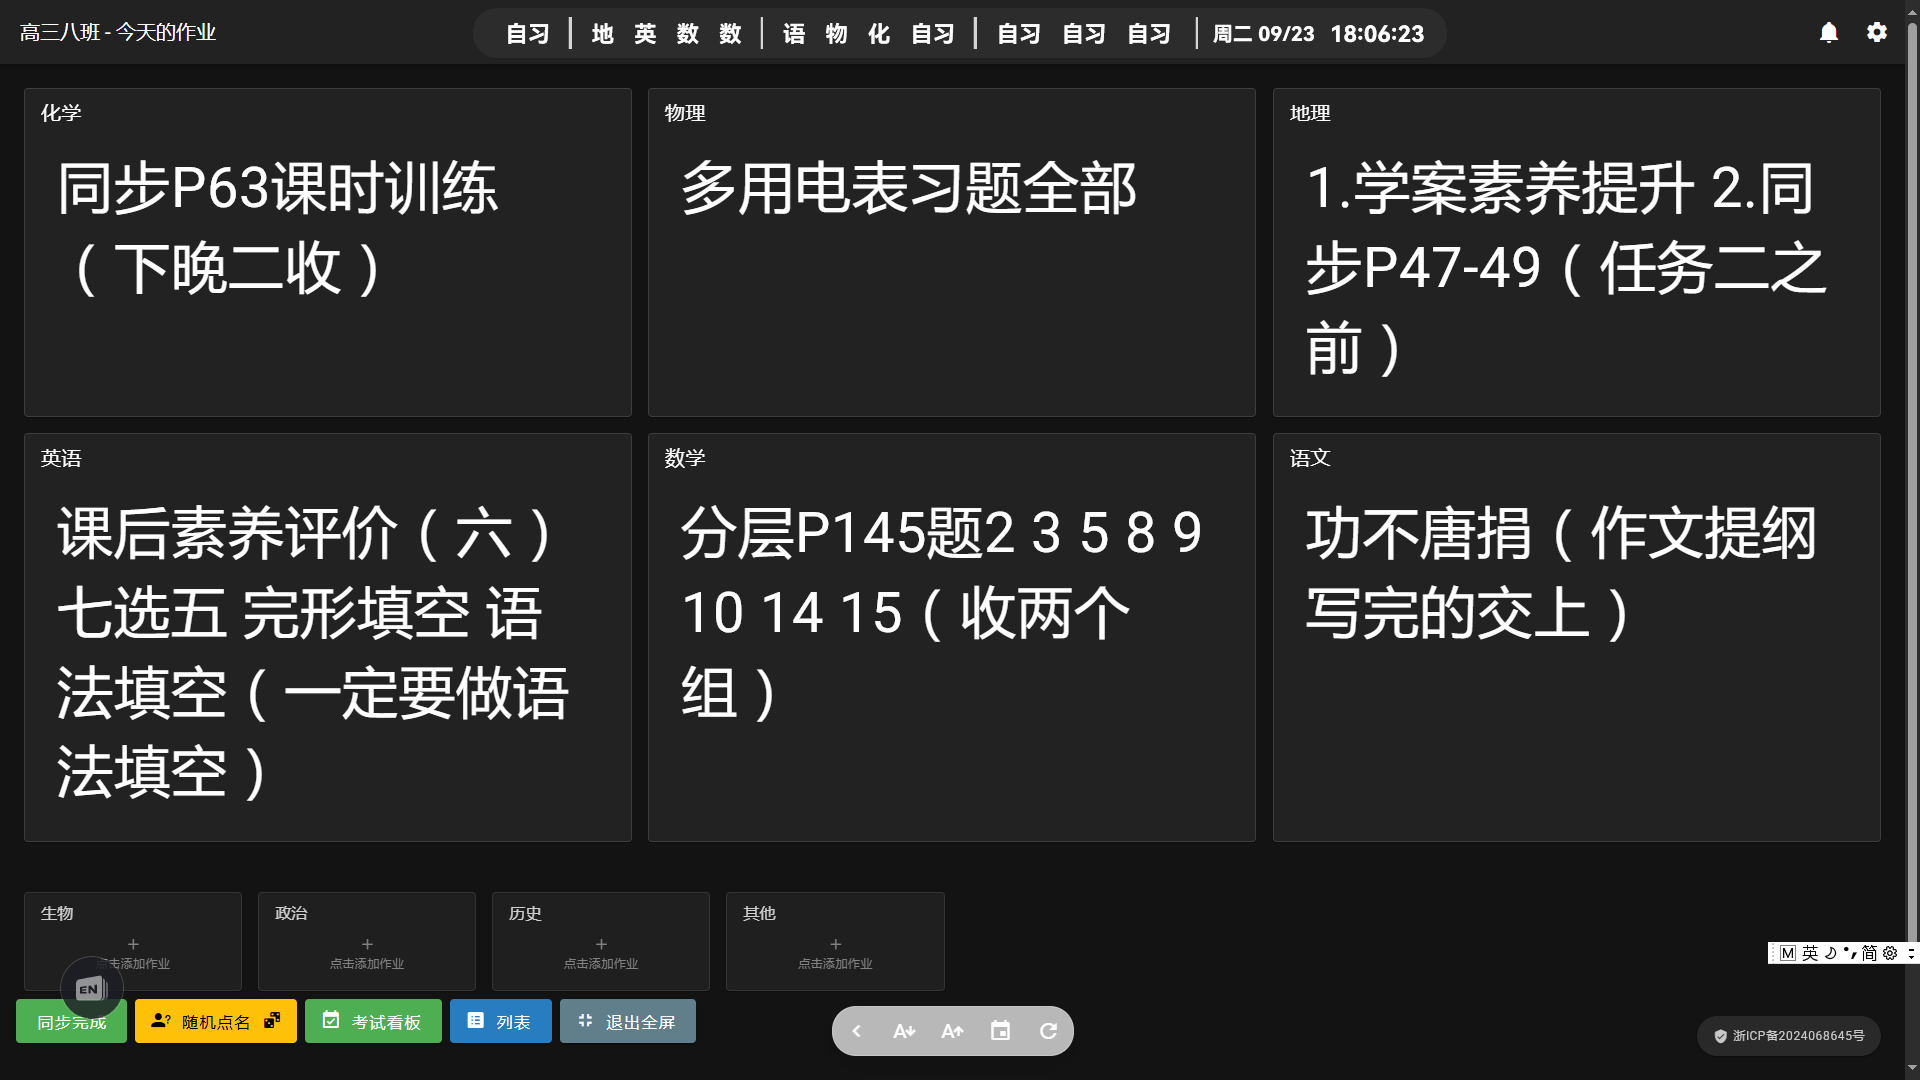 高三八班 - 今天的作业
自习 | 地 英 数 数 | 语 物 化 自习 | 自习 自习 自习 | 周二 09/23 18:06:23
化学
同步P63课时训练
（下晚二收）
物理
多用电表习题全部
地理
1.学案素养提升 2.同
步P47-49（任务二之
前）
英语
课后素养评价（六）
七选五 完形填空 语
法填空（一定要做语
法填空）
数学
分层P145题2 3 5 8 9
10 14 15（收两个
组）
语文
功不唐捐（作文提纲
写完的交上）
生物
点击添加作业
政治
点击添加作业
历史
点击添加作业
其他
点击添加作业
EN
M 英 简
同步完成
随机点名
考试看板
列表
退出全屏
浙ICP备2024068645号